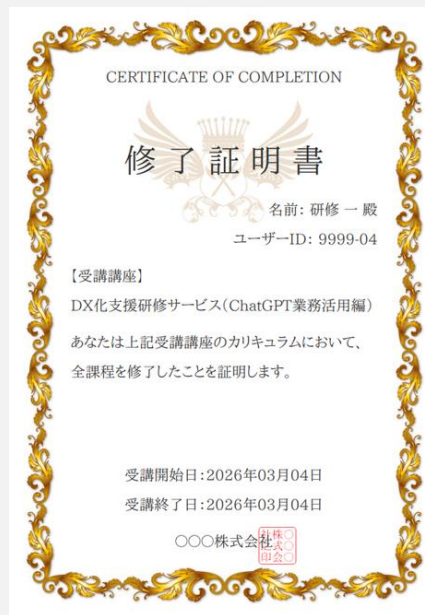 CERTIFICATE OF COMPLETION
修了証明書
名前: 研修 一 殿
ユーザーID: 9999-04
【受講講座】
DX化支援研修サービス(ChatGPT業務活用編)
あなたは上記受講講座のカリキュラムにおいて、
全課程を修了したことを証明します。
受講開始日:2026年03月04日
受講終了日:2026年03月04日
〇〇〇株式会社